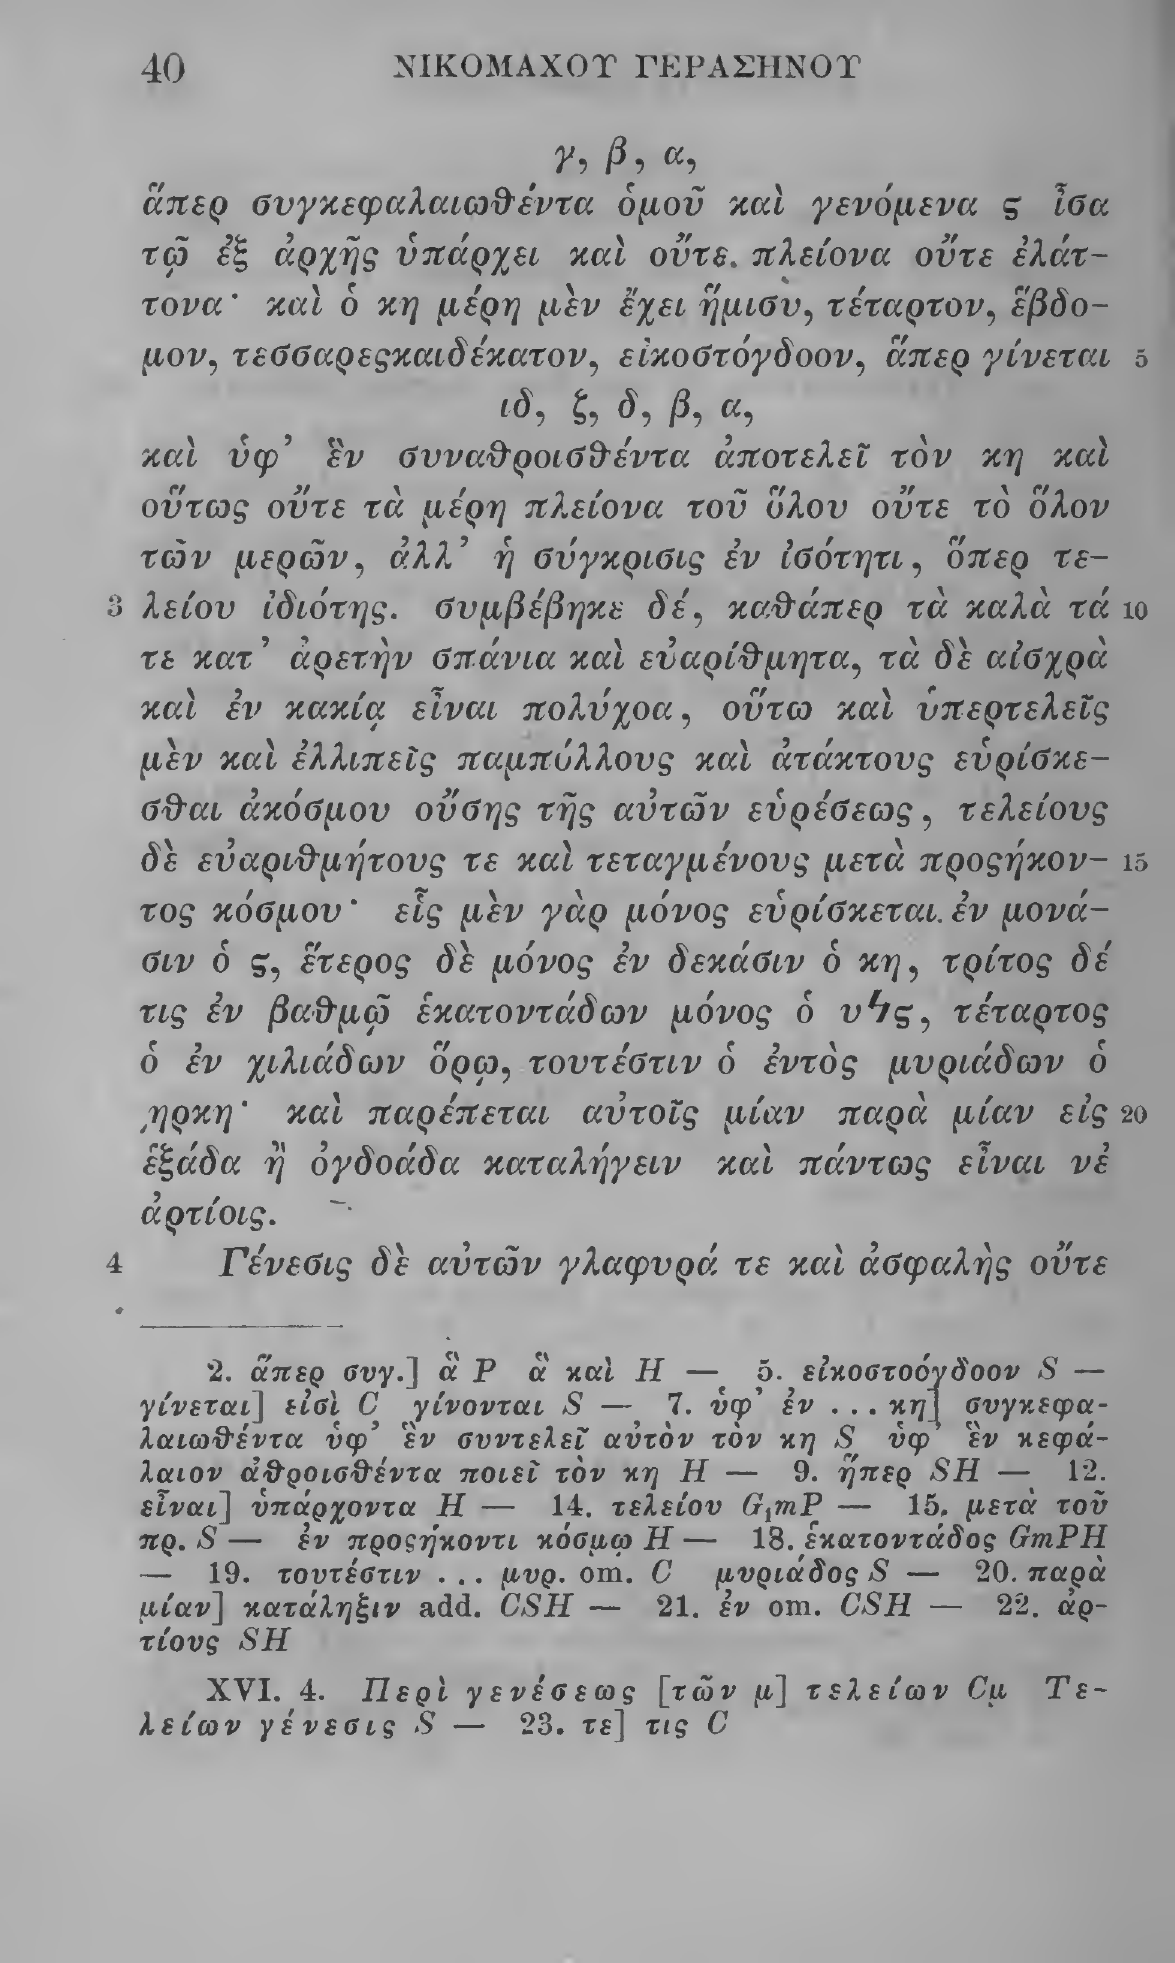 40 ΝΙΚΟΜΑΧΟΥ ΓΕΡΑΣΗΝΟΥ
γ, β, α,
ἅπερ συγκεφαλαιωθέντα ὁμοῦ καὶ γενόμενα ς ἶσα
τῷ ἐξ ἀρχῆς ὑπάρχει καὶ οὔτε πλείονα οὔτε ἐλάτ-
τονα· καὶ ὁ κη μέρη μὲν ἔχει ἥμισυ, τέταρτον, ἕβδο-
μον, τεσσαρεςκαιδέκατον, εἰκοστόγδοον, ἅπερ γίνεται 5
ιδ, ζ, δ, β, α,
καὶ ὑφ’ ἓν συναθροισθέντα ἀποτελεῖ τὸν κη καὶ
οὕτως οὔτε τὰ μέρη πλείονα τοῦ ὅλου οὔτε τὸ ὅλον
τῶν μερῶν, ἀλλ’ ἡ σύγκρισις ἐν ἰσότητι, ὅπερ τε-
3 λείου ἰδιότης. συμβέβηκε δέ, καθάπερ τὰ καλὰ τά 10
τε κατ’ ἀρετὴν σπάνια καὶ εὐαρίθμητα, τὰ δὲ αἰσχρὰ
καὶ ἐν κακίᾳ εἶναι πολύχοα, οὕτω καὶ ὑπερτελεῖς
μὲν καὶ ἐλλιπεῖς παμπόλλους καὶ ἀτάκτους εὑρίσκε-
σθαι ἀκόσμου οὔσης τῆς αὐτῶν εὑρέσεως, τελείους
δὲ εὐαριθμήτους τε καὶ τεταγμένους μετὰ προςήκον- 15
τος κόσμου· εἷς μὲν γὰρ μόνος εὑρίσκεται ἐν μονά-
σιν ὁ ς, ἕτερος δὲ μόνος ἐν δεκάσιν ὁ κη, τρίτος δέ
τις ἐν βαθμῷ ἑκατοντάδων μόνος ὁ υϞς, τέταρτος
ὁ ἐν χιλιάδων ὅρῳ, τουτέστιν ὁ ἐντὸς μυριάδων ὁ
͵ηρκη· καὶ παρέπεται αὐτοῖς μίαν παρὰ μίαν εἰς 20
ἑξάδα ἢ ὀγδοάδα καταλήγειν καὶ πάντως εἶναι ἐν
ἀρτίοις.
4 Γένεσις δὲ αὐτῶν γλαφυρά τε καὶ ἀσφαλὴς οὔτε
2. ἅπερ συγ.] ἃ P ἃ καὶ H — 5. εἰκοστοόγδοον S —
γίνεται] εἰσὶ C γίνονται S — 7. ὑφ’ ἓν ... κη] συγκεφα-
λαιωθέντα ὑφ’ ἓν συντελεῖ αὐτὸν τὸν κη S ὑφ’ ἓν κεφά-
λαιον ἀθροισθέντα ποιεῖ τὸν κη H — 9. ἥπερ SH — 12.
εἶναι] ὑπάρχοντα H — 14. τελείου G₁mP — 15. μετὰ τοῦ
πρ. S — ἐν προςήκοντι κόσμῳ H — 18. ἑκατοντάδος GmPH
— 19. τουτέστιν ... μυρ. om. C μυριάδος S — 20. παρὰ
μίαν] κατάληξιν add. CSH — 21. ἐν om. CSH — 22. ἀρ-
τίους SH
XVI. 4. Περὶ γενέσεως [τῶν μ] τελείων Cμ Τε-
λείων γένεσις S — 23. τε] τις C